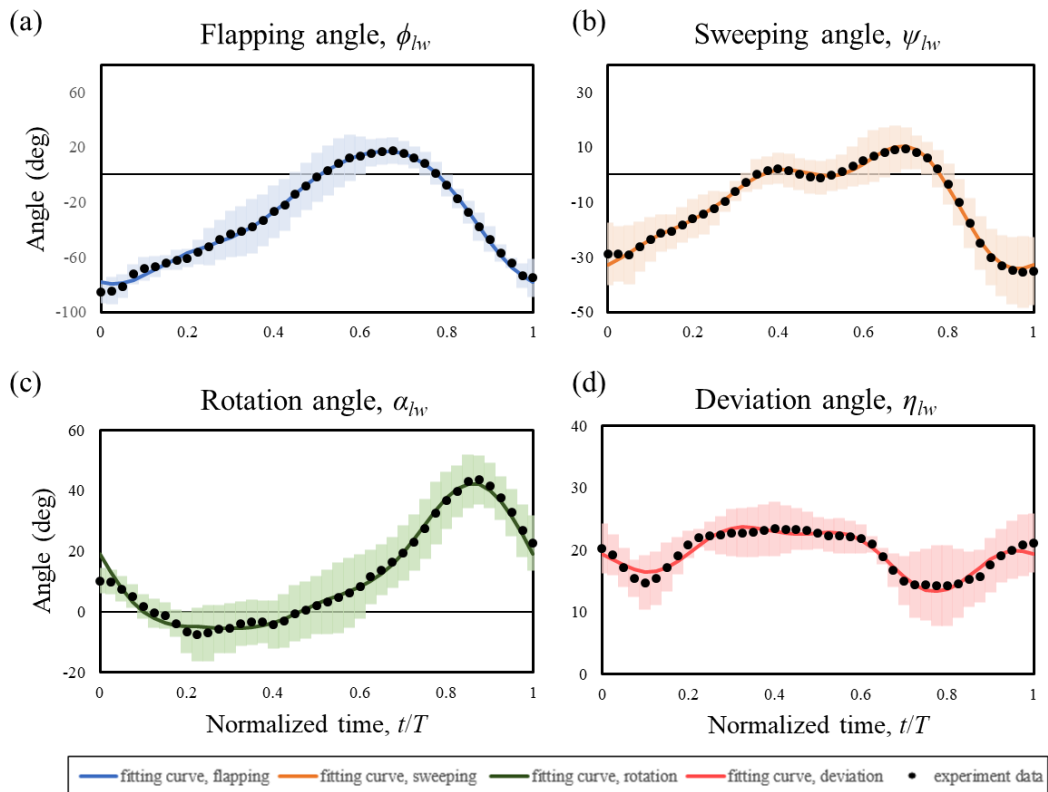 (a)
Flapping angle, ϕlw
Angle (deg)
60
20
-20
-60
-100
0
0.2
0.4
0.6
0.8
1
(b)
Sweeping angle, ψlw
30
10
-10
-30
-50
0
0.2
0.4
0.6
0.8
1
(c)
Rotation angle, αlw
Angle (deg)
60
40
20
0
-20
0
0.2
0.4
0.6
0.8
1
Normalized time, t/T
(d)
Deviation angle, ηlw
40
30
20
10
0
0
0.2
0.4
0.6
0.8
1
Normalized time, t/T
fitting curve, flapping
fitting curve, sweeping
fitting curve, rotation
fitting curve, deviation
experiment data